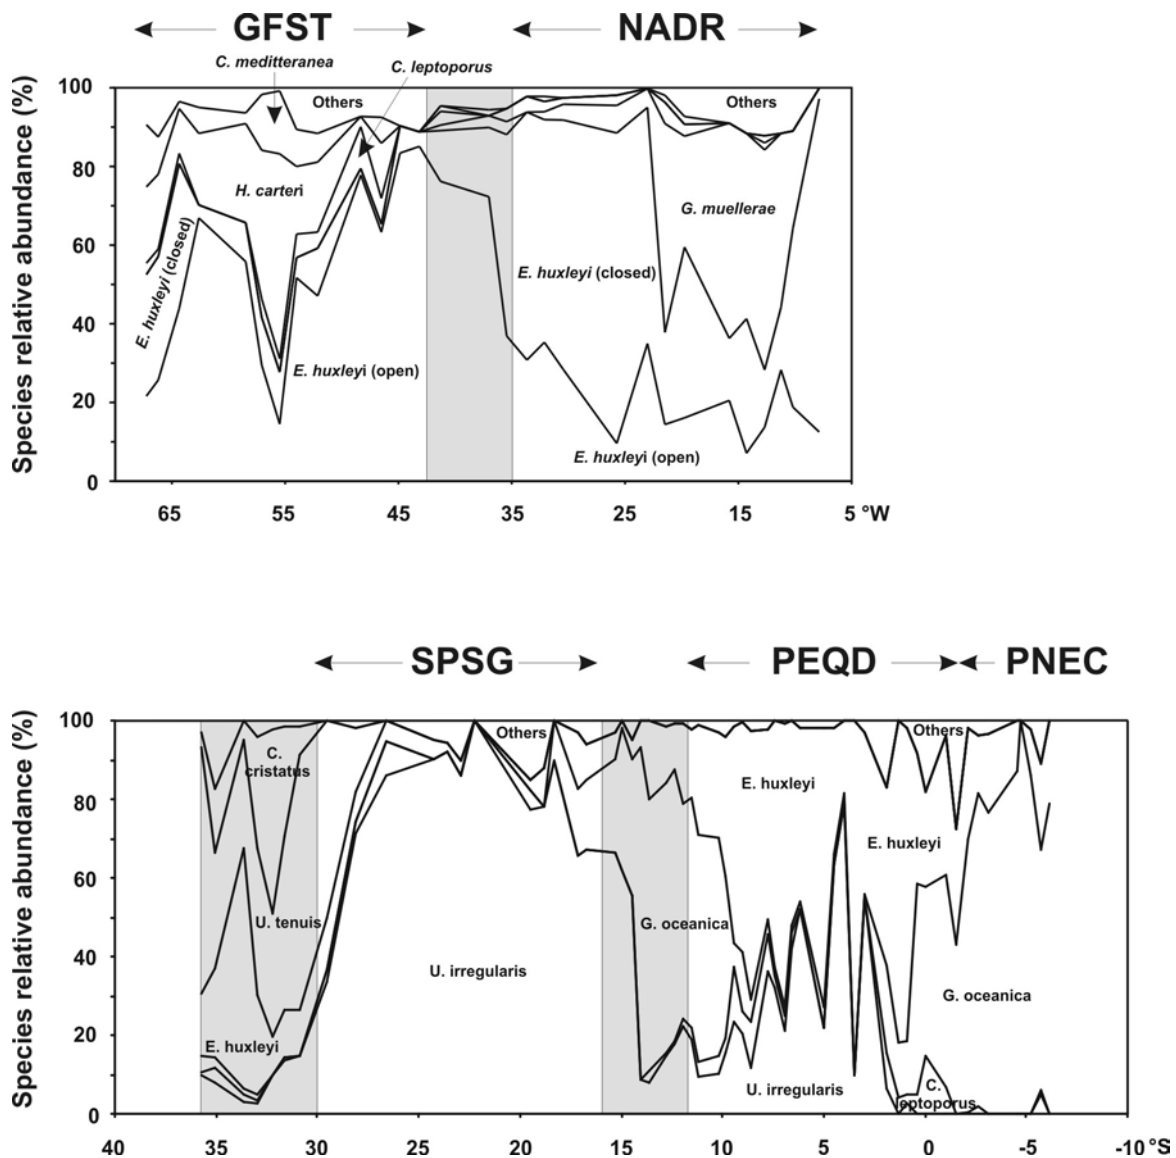 GFST NADR
C. meditteranea
C. leptoporus
Species relative abundance (%)
100
80
60
40
20
0
Others
Others
H. carteri
G. muellerae
E. huxleyi (closed)
E. huxleyi (closed)
E. huxleyi (open)
E. huxleyi (open)
65 55 45 35 25 15 5 °W
SPSG PEQD PNEC
Species relative abundance (%)
100
80
60
40
20
0
Others
Others
C.
cristatus
E. huxleyi
E. huxleyi
U. tenuis
G. oceanica
U. irregularis
G. oceanica
E. huxleyi
U. irregularis
C.
leptoporus
40 35 30 25 20 15 10 5 0 -5 -10 °S